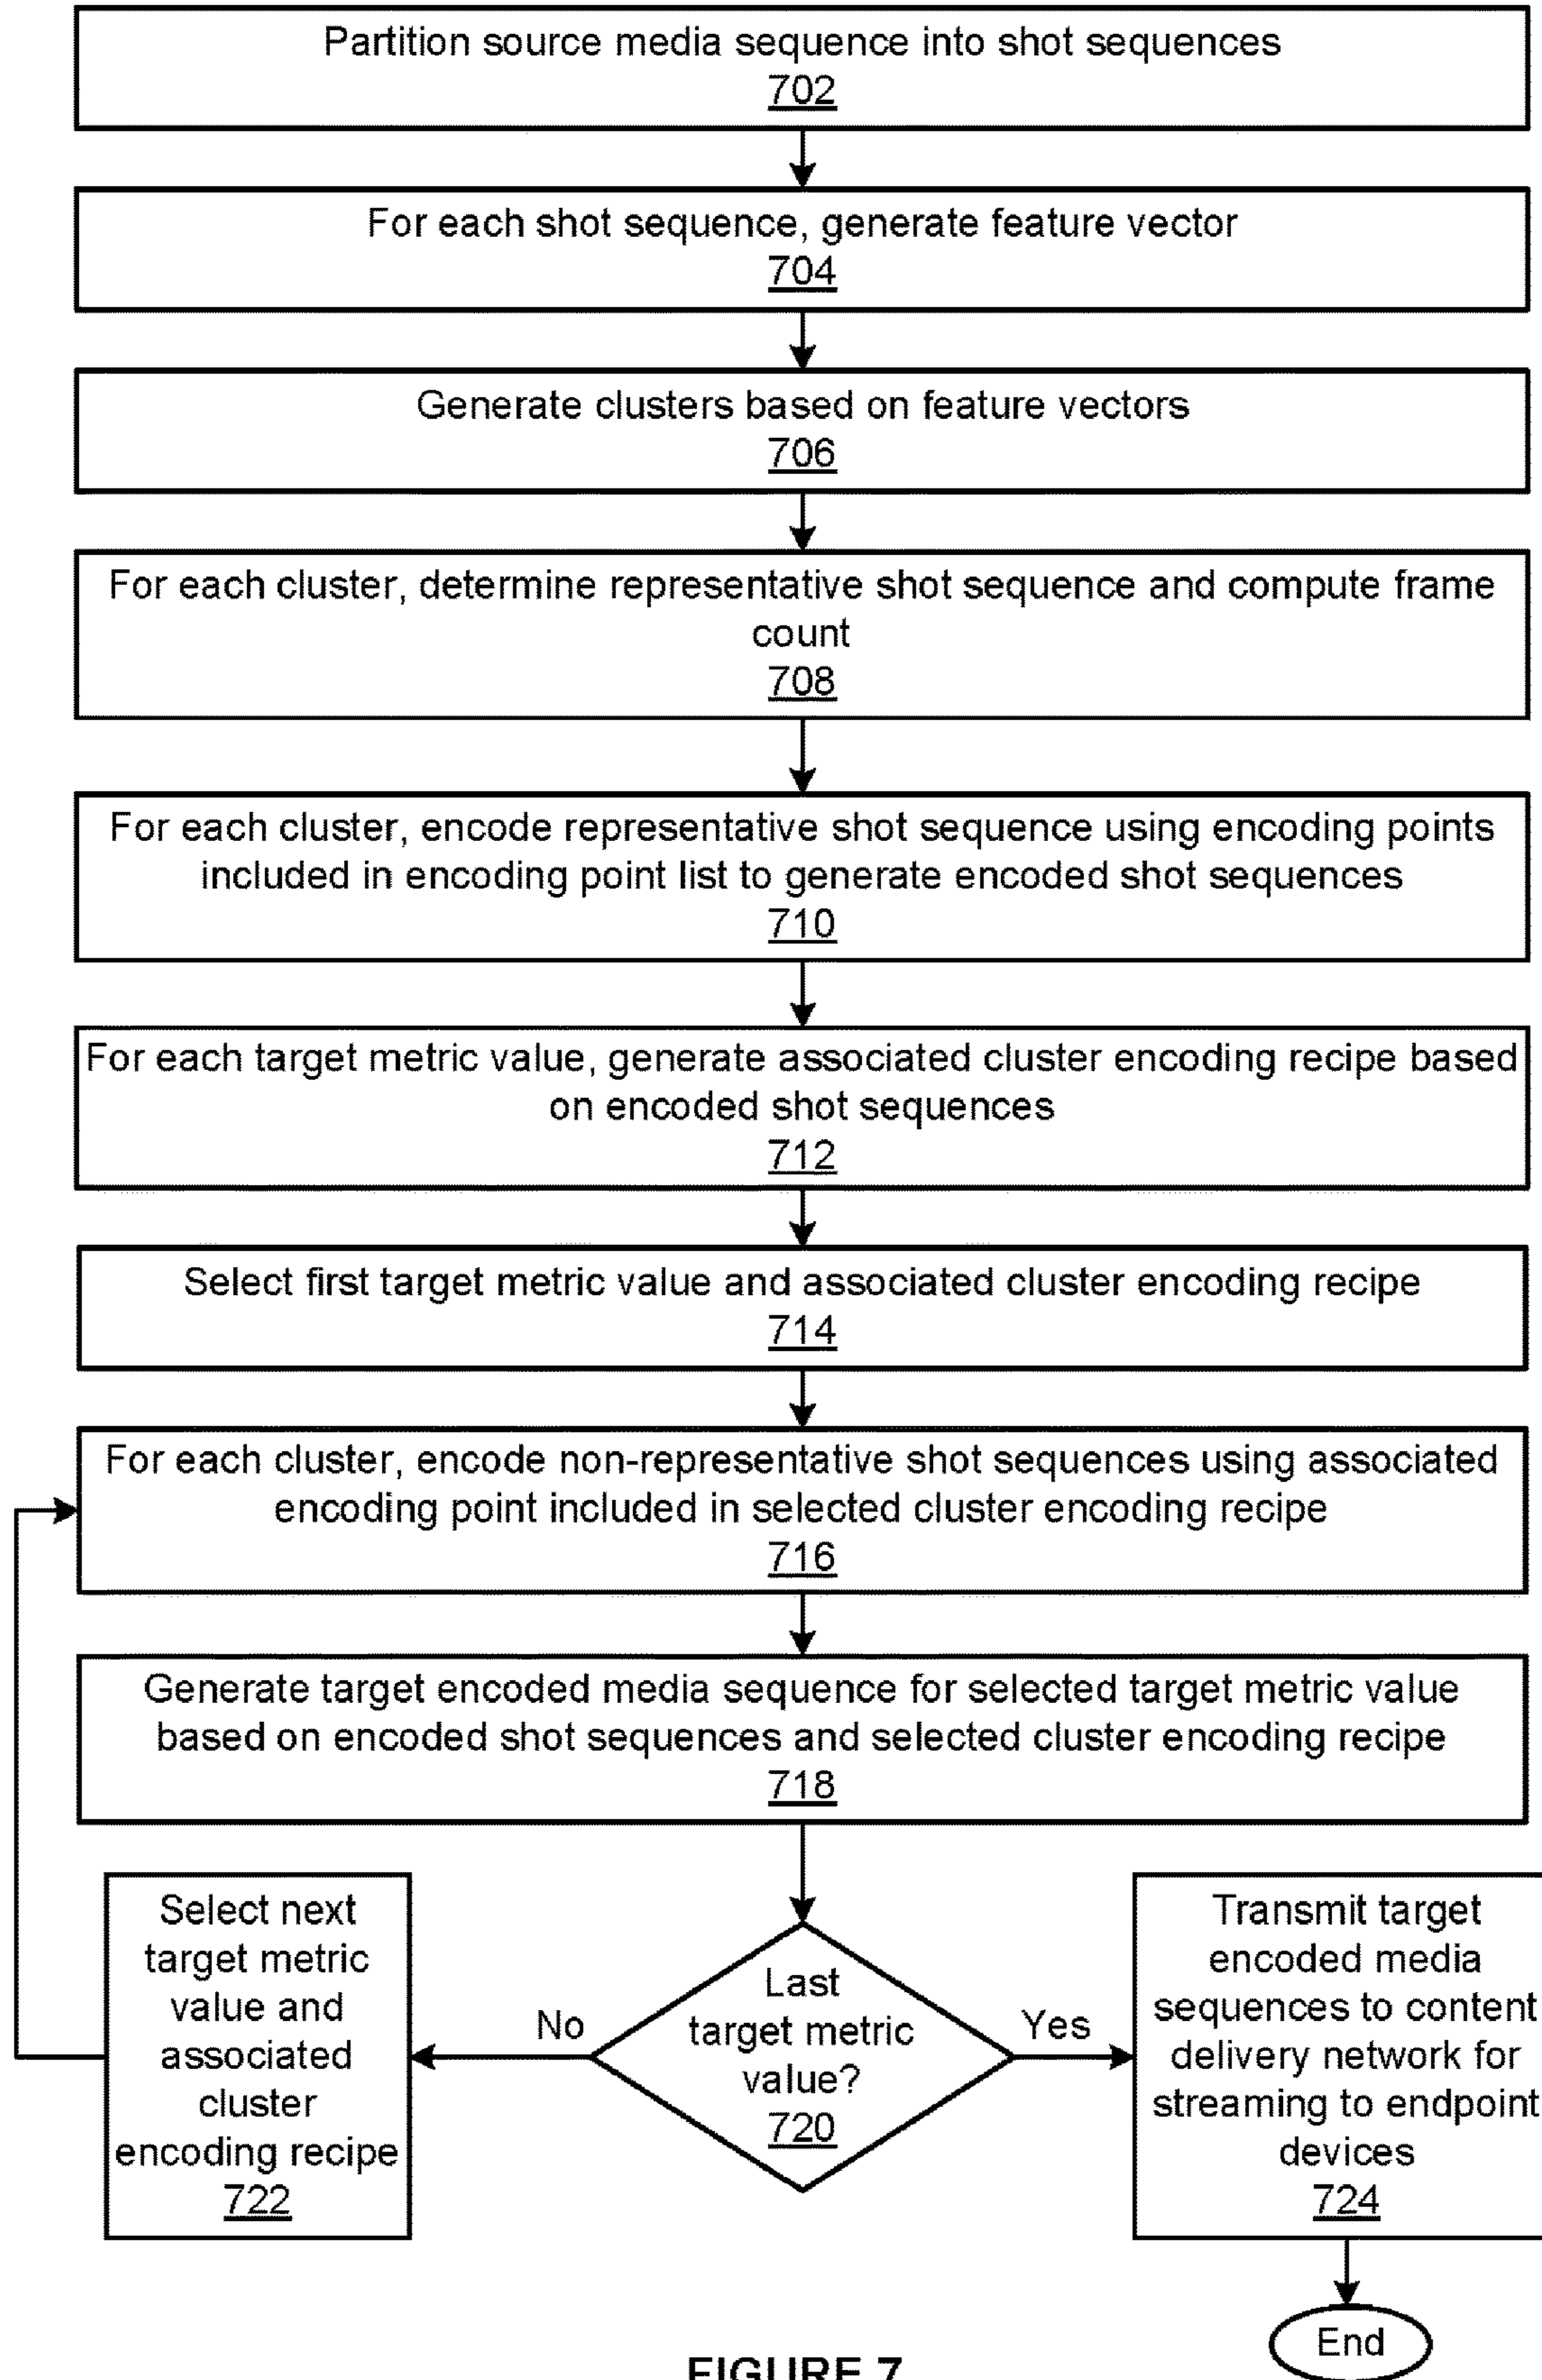 Partition source media sequence into shot sequences
702
For each shot sequence, generate feature vector
704
Generate clusters based on feature vectors
706
For each cluster, determine representative shot sequence and compute frame
count
708
For each cluster, encode representative shot sequence using encoding points
included in encoding point list to generate encoded shot sequences
710
For each target metric value, generate associated cluster encoding recipe based
on encoded shot sequences
712
Select first target metric value and associated cluster encoding recipe
714
For each cluster, encode non-representative shot sequences using associated
encoding point included in selected cluster encoding recipe
716
Generate target encoded media sequence for selected target metric value
based on encoded shot sequences and selected cluster encoding recipe
718
Select next
target metric
value and
associated
cluster
encoding recipe
722
No
Last
target metric
value?
720
Yes
Transmit target
encoded media
sequences to content
delivery network for
streaming to endpoint
devices
724
End
FIGURE 7